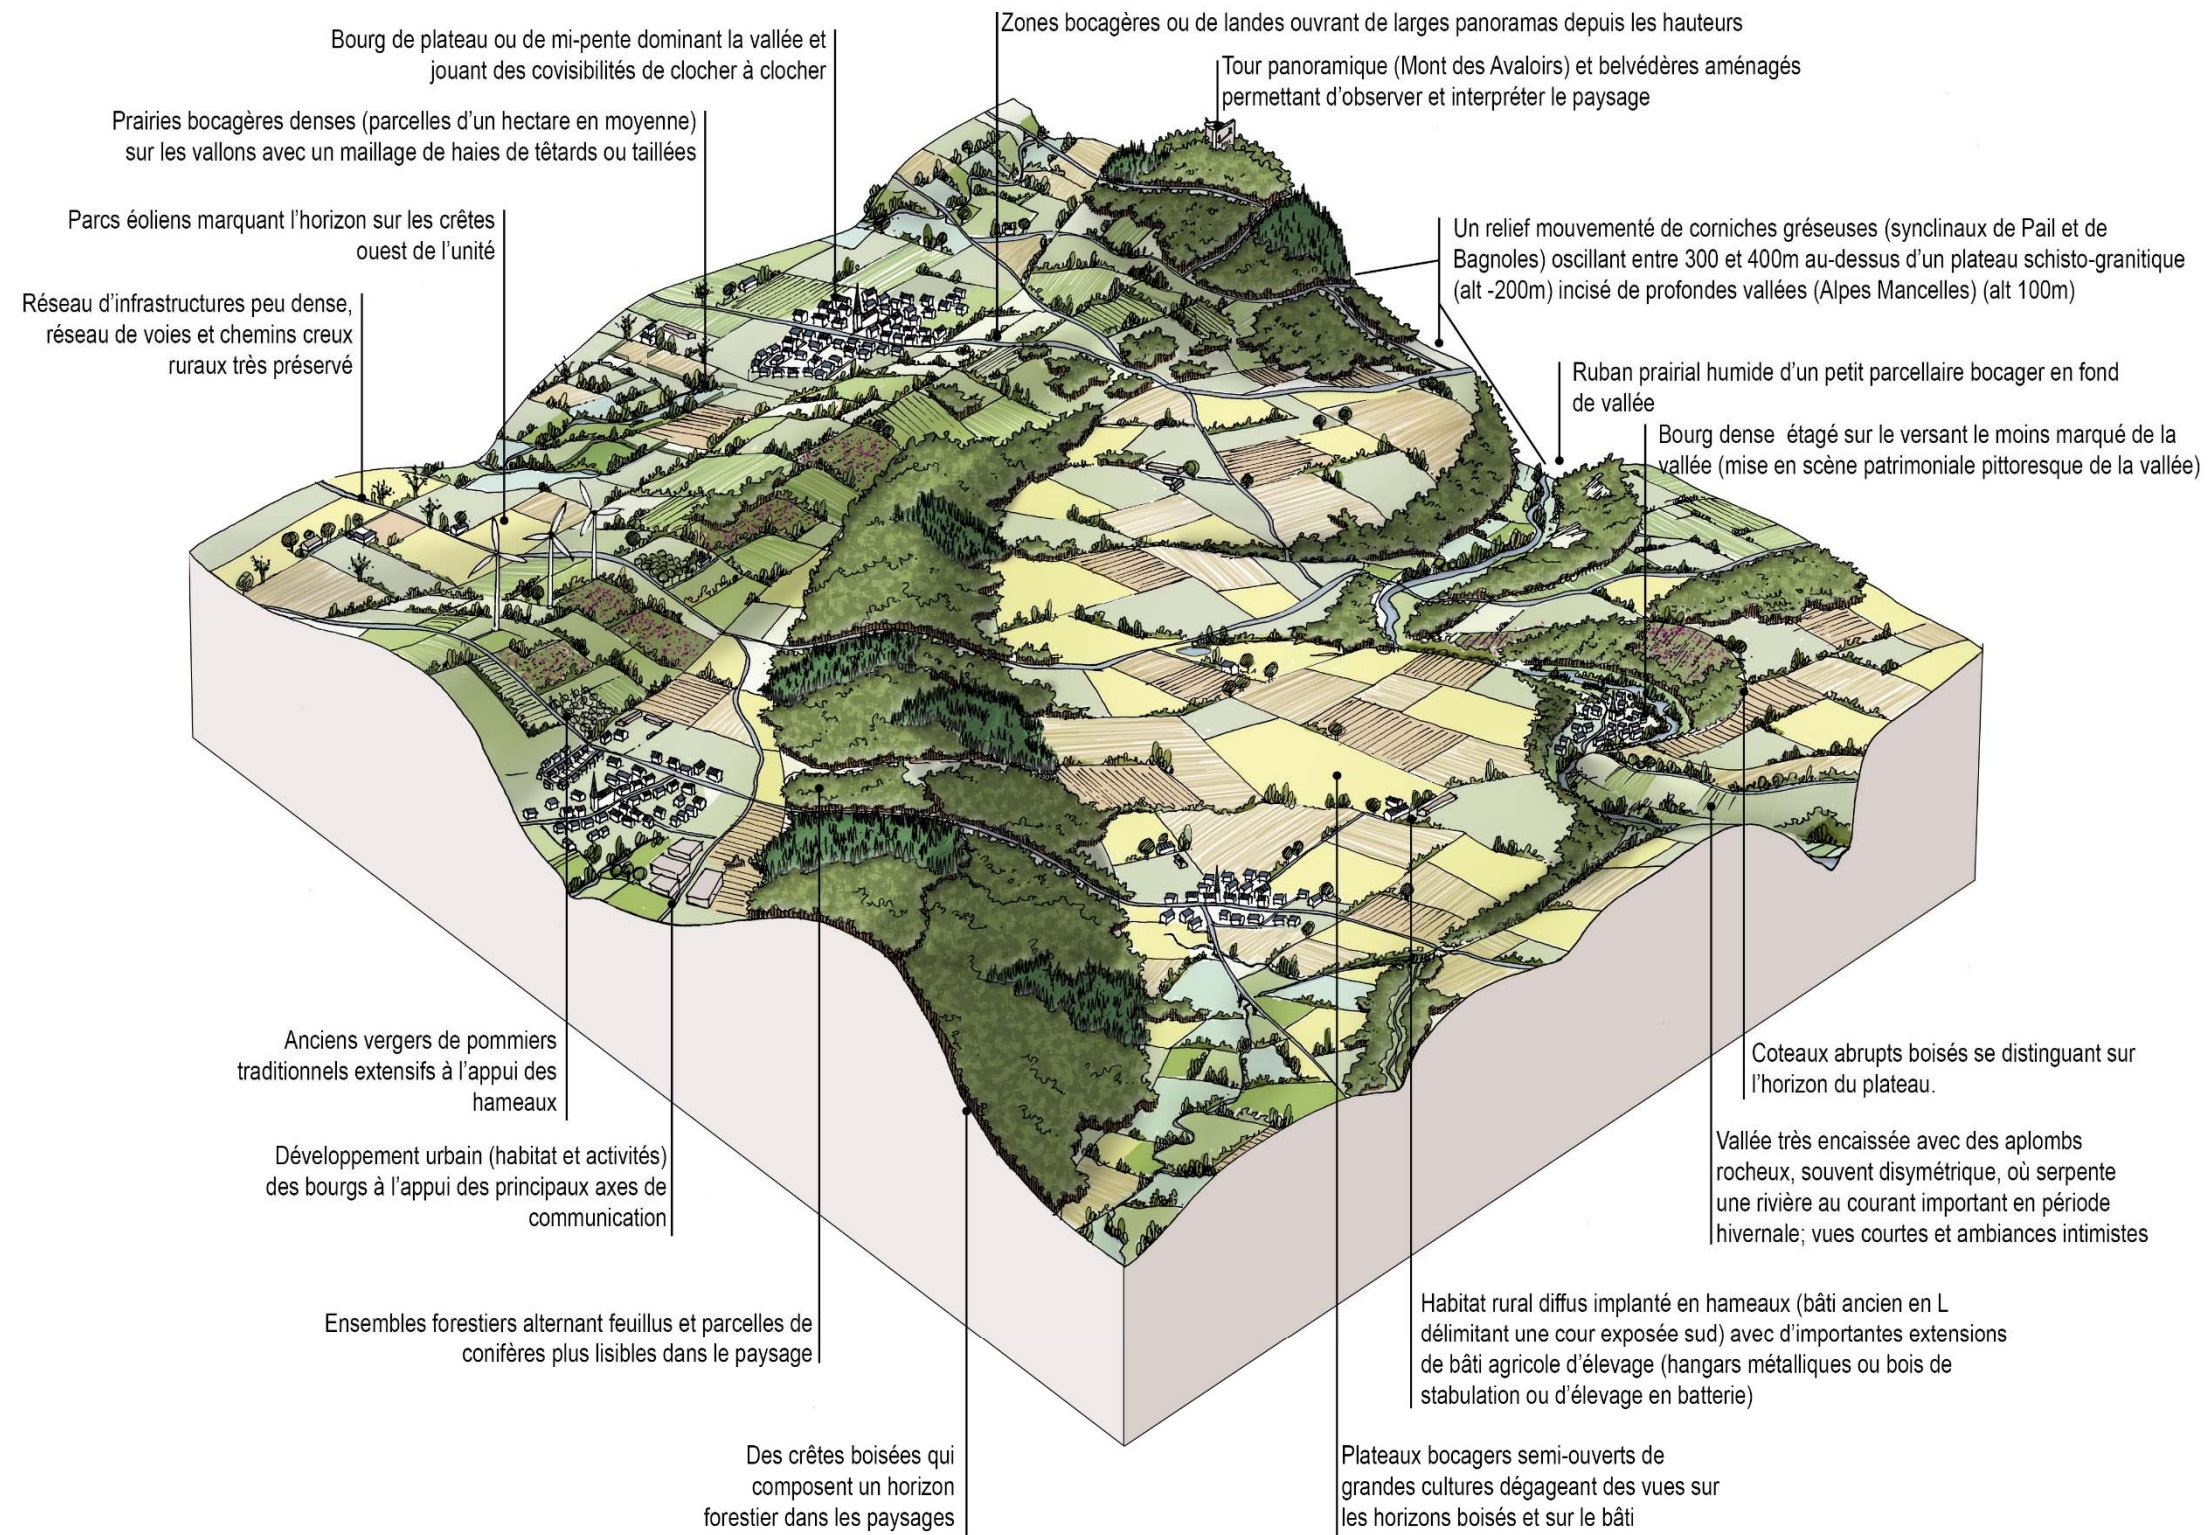 Zones bocagères ou de landes ouvrant de larges panoramas depuis les hauteurs
Bourg de plateau ou de mi-pente dominant la vallée et
jouant des covisibilités de clocher à clocher
Tour panoramique (Mont des Avaloirs) et belvédères aménagés
permettant d'observer et interpréter le paysage
Prairies bocagères denses (parcelles d'un hectare en moyenne)
sur les vallons avec un maillage de haies de têtards ou taillées
Parcs éoliens marquant l'horizon sur les crêtes
ouest de l'unité
Un relief mouvementé de corniches gréseuses (synclinaux de Pail et de
Bagnoles) oscillant entre 300 et 400m au-dessus d'un plateau schisto-granitique
(alt -200m) incisé de profondes vallées (Alpes Mancelles) (alt 100m)
Réseau d'infrastructures peu dense,
réseau de voies et chemins creux
ruraux très préservé
Ruban prairial humide d'un petit parcellaire bocager en fond
de vallée
Bourg dense étagé sur le versant le moins marqué de la
vallée (mise en scène patrimoniale pittoresque de la vallée)
Anciens vergers de pommiers
traditionnels extensifs à l'appui des
hameaux
Coteaux abrupts boisés se distinguant sur
l'horizon du plateau.
Développement urbain (habitat et activités)
des bourgs à l'appui des principaux axes de
communication
Vallée très encaissée avec des aplombs
rocheux, souvent disymétrique, où serpente
une rivière au courant important en période
hivernale; vues courtes et ambiances intimistes
Ensembles forestiers alternant feuillus et parcelles de
conifères plus lisibles dans le paysage
Habitat rural diffus implanté en hameaux (bâti ancien en L
délimitant une cour exposée sud) avec d'importantes extensions
de bâti agricole d'élevage (hangars métalliques ou bois de
stabulation ou d'élevage en batterie)
Des crêtes boisées qui
composent un horizon
forestier dans les paysages
Plateaux bocagers semi-ouverts de
grandes cultures dégageant des vues sur
les horizons boisés et sur le bâti